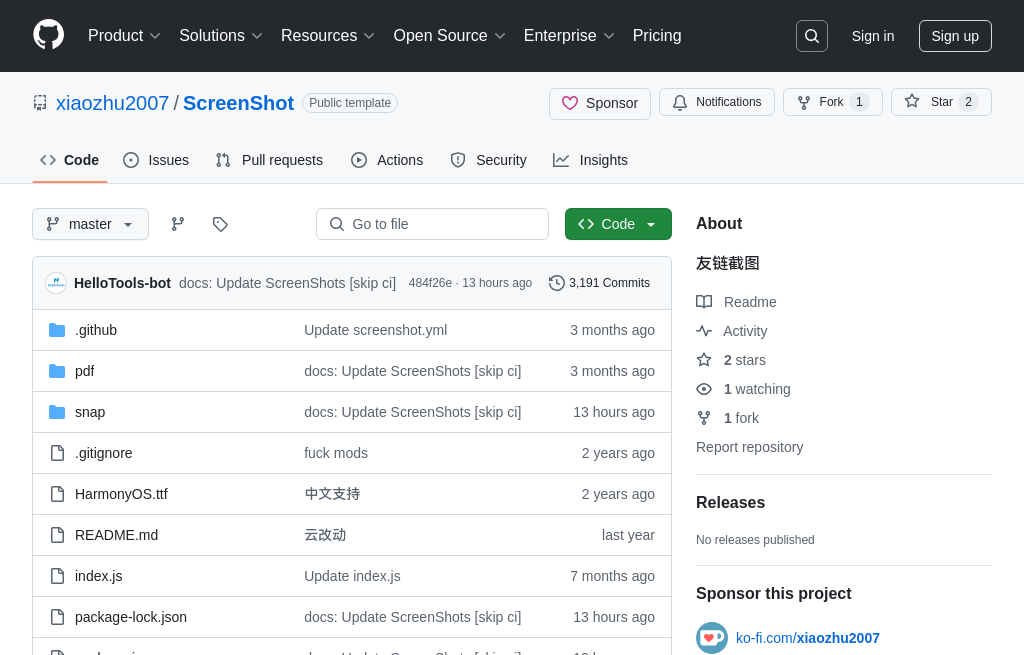 Product Solutions Resources Open Source Enterprise Pricing Sign in Sign up
xiaozhu2007 / ScreenShot Public template Sponsor Notifications Fork 1 Star 2
Code Issues Pull requests Actions Security Insights
master Go to file Code
About
友链截图
HelloTools-bot docs: Update ScreenShots [skip ci] 484f26e · 13 hours ago 3,191 Commits
.github Update screenshot.yml 3 months ago
pdf docs: Update ScreenShots [skip ci] 3 months ago
snap docs: Update ScreenShots [skip ci] 13 hours ago
.gitignore fuck mods 2 years ago
HarmonyOS.ttf 中文支持 2 years ago
README.md 云改动 last year
index.js Update index.js 7 months ago
package-lock.json docs: Update ScreenShots [skip ci] 13 hours ago
Readme
Activity
2 stars
1 watching
1 fork
Report repository
Releases
No releases published
Sponsor this project
ko-fi.com/xiaozhu2007